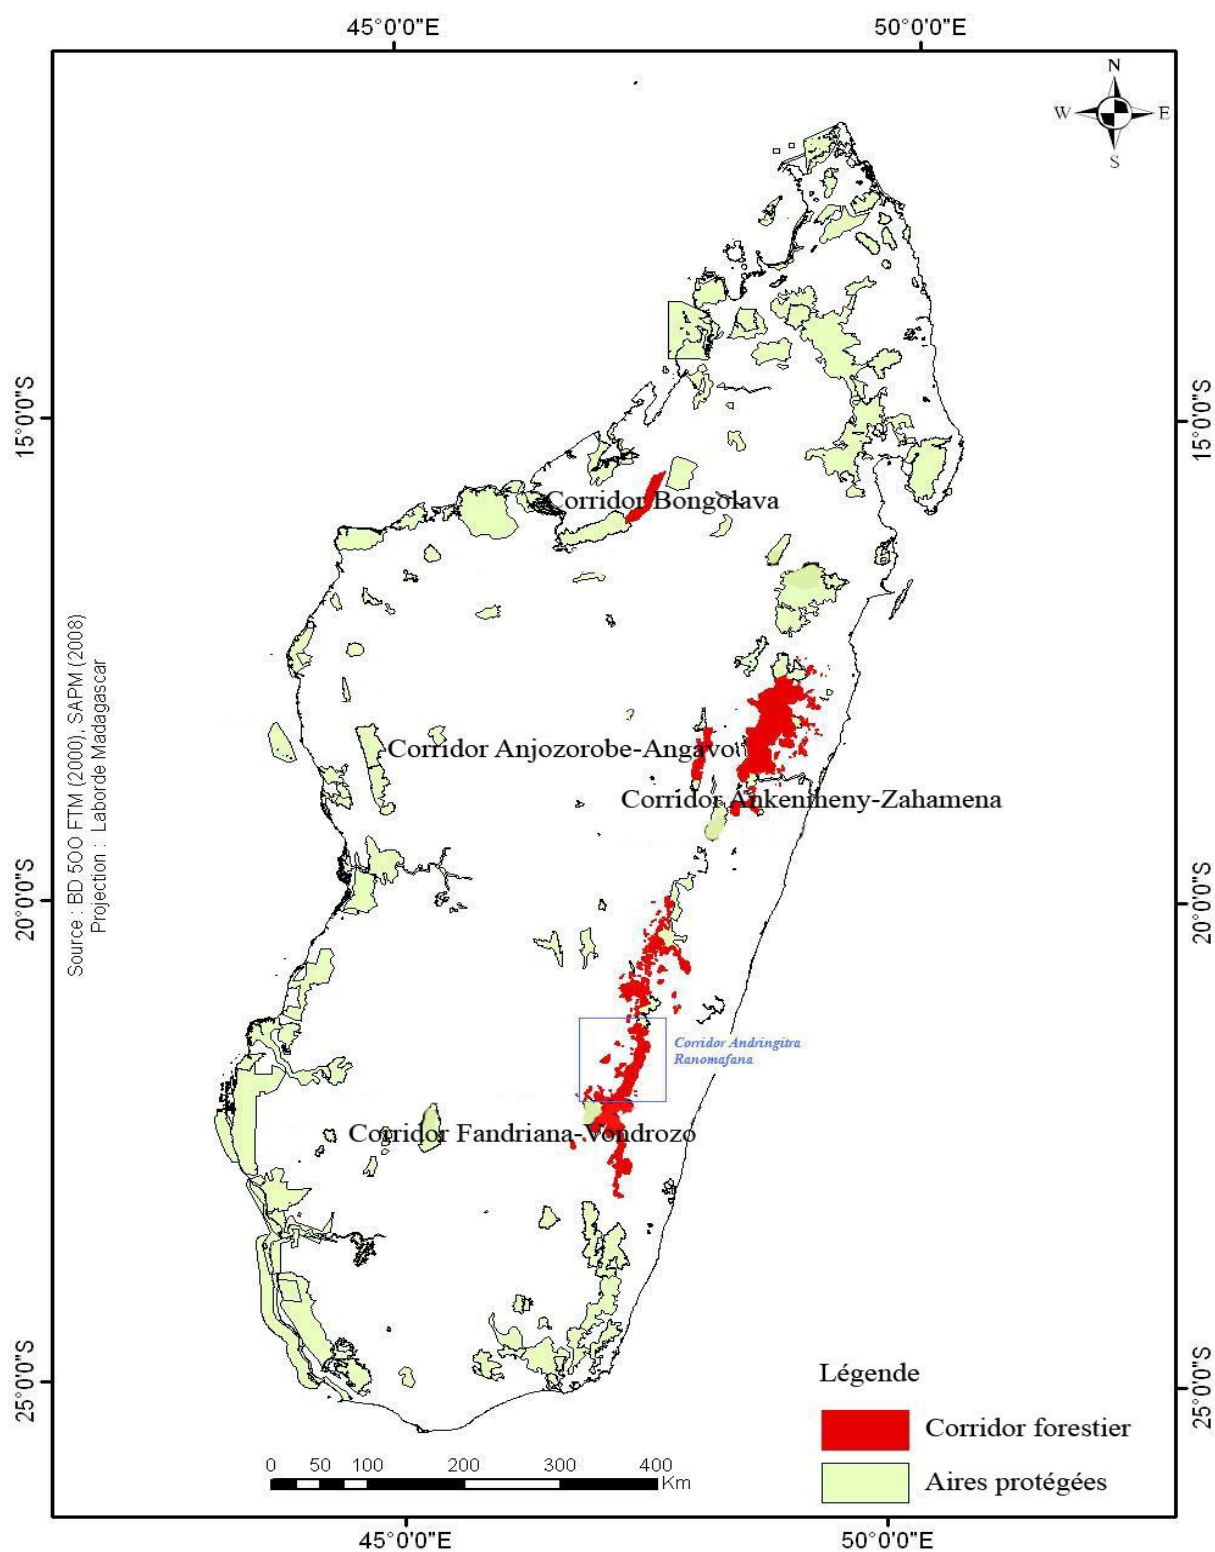 45°0'0"E 50°0'0"E
N
W E
S
15°0'0"S 15°0'0"S
Corridor Bongolava
Source : BD 500 FTM (2000), SAPM (2008)
Projection : Laborde Madagascar
Corridor Anjozorobe-Angavo
Corridor Ankeniheny-Zahamena
20°0'0"S 20°0'0"S
Corridor Andringitra
Ranomafana
Corridor Fandriana-Vondrozo
25°0'0"S 25°0'0"S
Légende
Corridor forestier
Aires protégées
0 50 100 200 300 400
Km
45°0'0"E 50°0'0"E